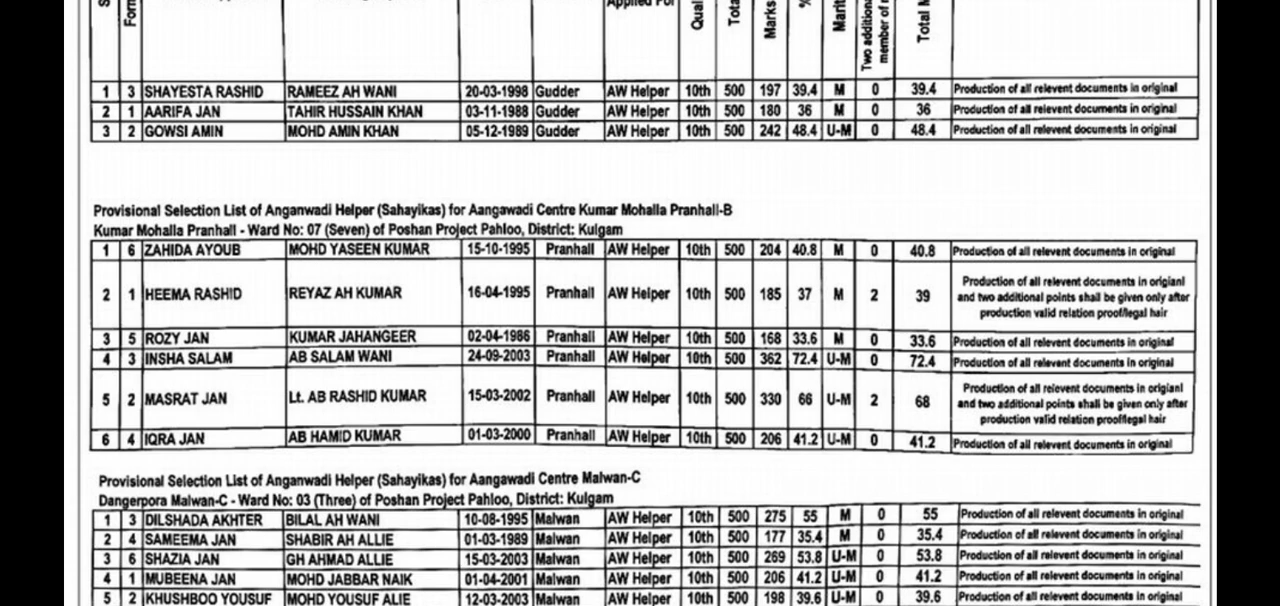 S
Form
Applied For
Qual
Tota
Marks
%
Marit
Two additiona
member of r
Total M
1 3 SHAYESTA RASHID RAMEEZ AH WANI 20-03-1998 Gudder AW Helper 10th 500 197 39.4 M 0 39.4 Production of all relevent documents in original
2 1 AARIFA JAN TAHIR HUSSAIN KHAN 03-11-1988 Gudder AW Helper 10th 500 180 36 M 0 36 Production of all relevent documents in original
3 2 GOWSI AMIN MOHD AMIN KHAN 05-12-1989 Gudder AW Helper 10th 500 242 48.4 U-M 0 48.4 Production of all relevent documents in original
Provisional Selection List of Anganwadi Helper (Sahayikas) for Aangawadi Centre Kumar Mohalla Pranhall-B
Kumar Mohalla Pranhall - Ward No: 07 (Seven) of Poshan Project Pahloo, District: Kulgam
1 6 ZAHIDA AYOUB MOHD YASEEN KUMAR 15-10-1995 Pranhall AW Helper 10th 500 204 40.8 M 0 40.8 Production of all relevent documents in original
2 1 HEEMA RASHID REYAZ AH KUMAR 16-04-1995 Pranhall AW Helper 10th 500 185 37 M 2 39 Production of all relevent documents in origianl
and two additional points shall be given only after
production valid relation proof/legal hair
3 5 ROZY JAN KUMAR JAHANGEER 02-04-1986 Pranhall AW Helper 10th 500 168 33.6 M 0 33.6 Production of all relevent documents in original
4 3 INSHA SALAM AB SALAM WANI 24-09-2003 Pranhall AW Helper 10th 500 362 72.4 U-M 0 72.4 Production of all relevent documents in original
5 2 MASRAT JAN Lt. AB RASHID KUMAR 15-03-2002 Pranhall AW Helper 10th 500 330 66 U-M 2 68 Production of all relevent documents in origianl
and two additional points shall be given only after
production valid relation proof/legal hair
6 4 IQRA JAN AB HAMID KUMAR 01-03-2000 Pranhall AW Helper 10th 500 206 41.2 U-M 0 41.2 Production of all relevent documents in original
Provisional Selection List of Anganwadi Helper (Sahayikas) for Aangawadi Centre Malwan-C
Dangerpora Malwan-C - Ward No: 03 (Three) of Poshan Project Pahloo, District: Kulgam
1 3 DILSHADA AKHTER BILAL AH WANI 10-08-1995 Malwan AW Helper 10th 500 275 55 M 0 55 Production of all relevent documents in original
2 4 SAMEEMA JAN SHABIR AH ALLIE 01-03-1989 Malwan AW Helper 10th 500 177 35.4 M 0 35.4 Production of all relevent documents in original
3 6 SHAZIA JAN GH AHMAD ALLIE 15-03-2003 Malwan AW Helper 10th 500 269 53.8 U-M 0 53.8 Production of all relevent documents in original
4 1 MUBEENA JAN MOHD JABBAR NAIK 01-04-2001 Malwan AW Helper 10th 500 206 41.2 U-M 0 41.2 Production of all relevent documents in original
5 2 KHUSHBOO YOUSUF MOHD YOUSUF ALIE 12-03-2003 Malwan AW Helper 10th 500 198 39.6 U-M 0 39.6 Production of all relevent documents in original